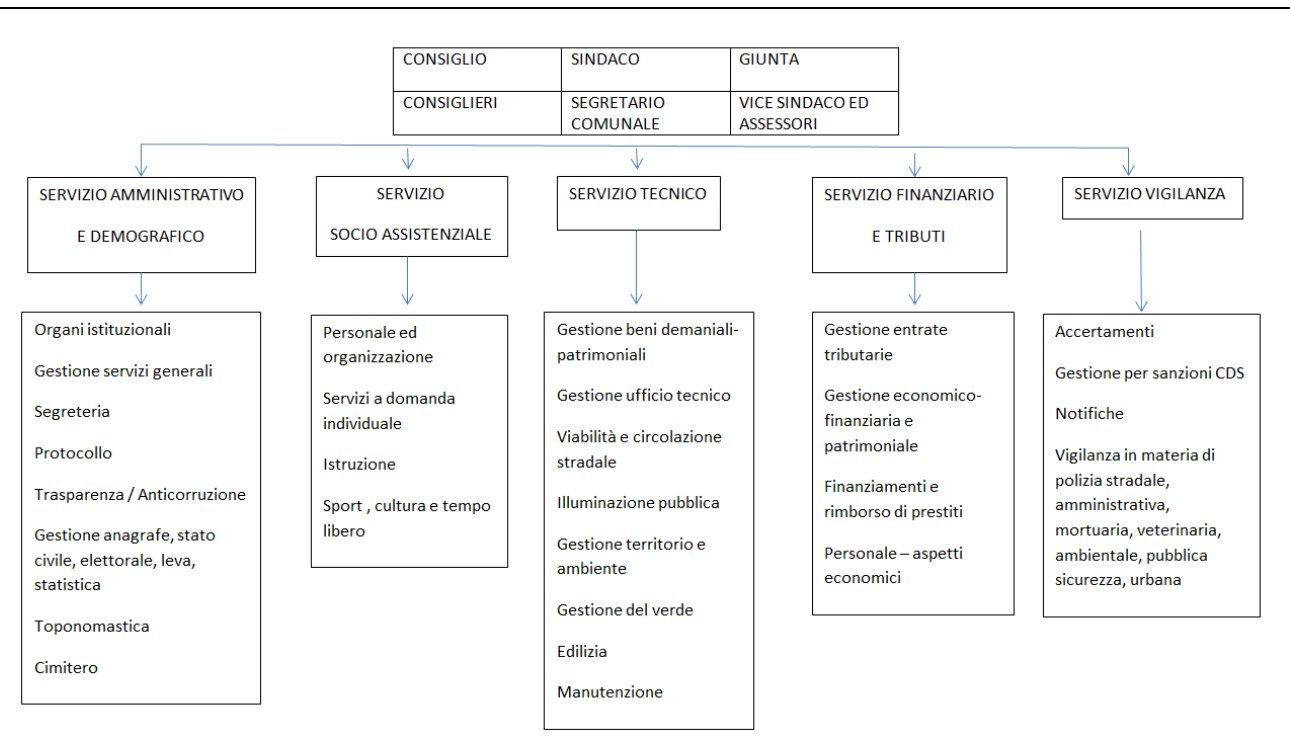 CONSIGLIO
SINDACO
GIUNTA
CONSIGLIERI
SEGRETARIO
COMUNALE
VICE SINDACO ED
ASSESSORI
SERVIZIO AMMINISTRATIVO
E DEMOGRAFICO
SERVIZIO
SOCIO ASSISTENZIALE
SERVIZIO TECNICO
SERVIZIO FINANZIARIO
E TRIBUTI
SERVIZIO VIGILANZA
Organi istituzionali
Gestione servizi generali
Segreteria
Protocollo
Trasparenza / Anticorruzione
Gestione anagrafe, stato
civile, elettorale, leva,
statistica
Toponomastica
Cimitero
Personale ed
organizzazione
Servizi a domanda
individuale
Istruzione
Sport , cultura e tempo
libero
Gestione beni demaniali-
patrimoniali
Gestione ufficio tecnico
Viabilità e circolazione
stradale
Illuminazione pubblica
Gestione territorio e
ambiente
Gestione del verde
Edilizia
Manutenzione
Gestione entrate
tributarie
Gestione economico-
finanziaria e
patrimoniale
Finanziamenti e
rimborso di prestiti
Personale – aspetti
economici
Accertamenti
Gestione per sanzioni CDS
Notifiche
Vigilanza in materia di
polizia stradale,
amministrativa,
mortuaria, veterinaria,
ambientale, pubblica
sicurezza, urbana